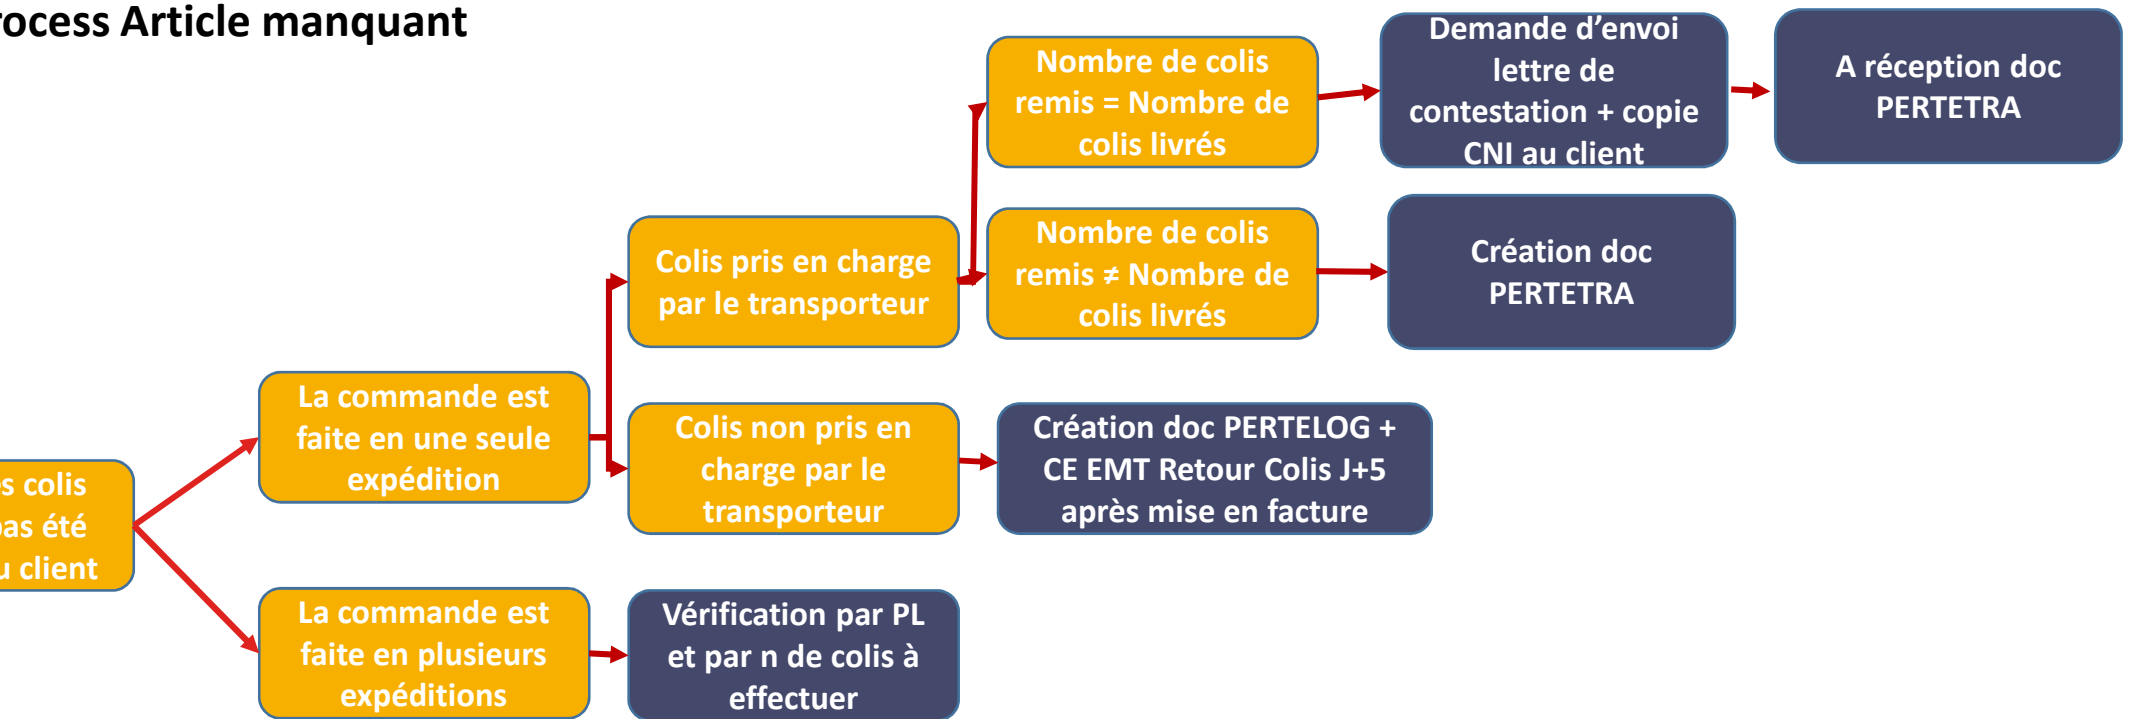 rocess Article manquant
Demande d’envoi
lettre de
contestation + copie
CNI au client
A réception doc
PERTETRA
Nombre de colis
remis = Nombre de
colis livrés
Nombre de colis
remis ≠ Nombre de
colis livrés
Création doc
PERTETRA
Colis pris en charge
par le transporteur
La commande est
faite en une seule
expédition
Colis non pris en
charge par le
transporteur
Création doc PERTELOG +
CE EMT Retour Colis J+5
après mise en facture
s colis
pas été
u client
La commande est
faite en plusieurs
expéditions
Vérification par PL
et par n de colis à
effectuer